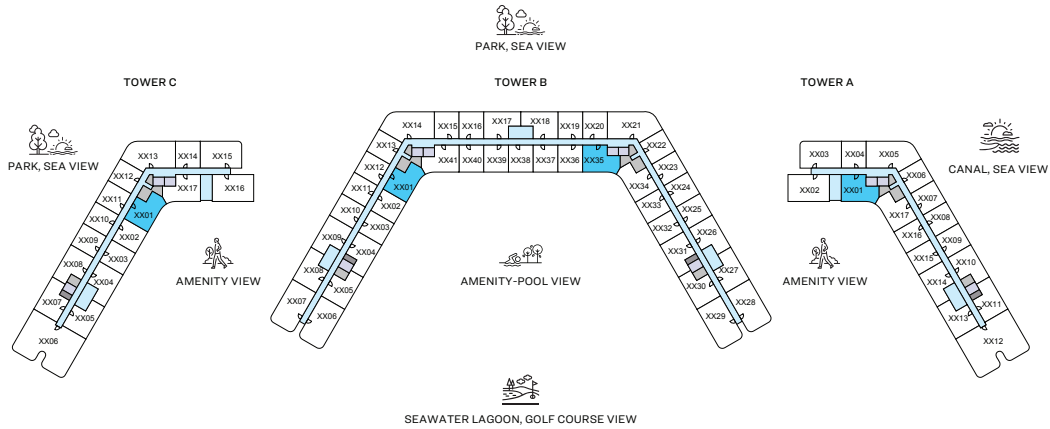 PARK, SEA VIEW
TOWER C
TOWER B
TOWER A
PARK, SEA VIEW
CANAL, SEA VIEW
XX13
XX14
XX15
XX12
XX17
XX16
XX11
XX01
XX10
XX02
XX09
XX03
XX08
XX04
XX07
XX05
XX06
AMENITY VIEW
XX14
XX15
XX16
XX17
XX18
XX19
XX20
XX21
XX13
XX41
XX40
XX39
XX38
XX37
XX36
XX35
XX22
XX12
XX01
XX34
XX23
XX11
XX02
XX33
XX24
XX10
XX03
XX32
XX25
XX09
XX04
XX31
XX26
XX08
XX05
XX30
XX27
XX07
XX06
XX29
XX28
AMENITY-POOL VIEW
XX03
XX04
XX05
XX02
XX01
XX06
XX17
XX07
XX16
XX08
XX15
XX09
XX14
XX10
XX13
XX11
XX12
AMENITY VIEW
SEAWATER LAGOON, GOLF COURSE VIEW